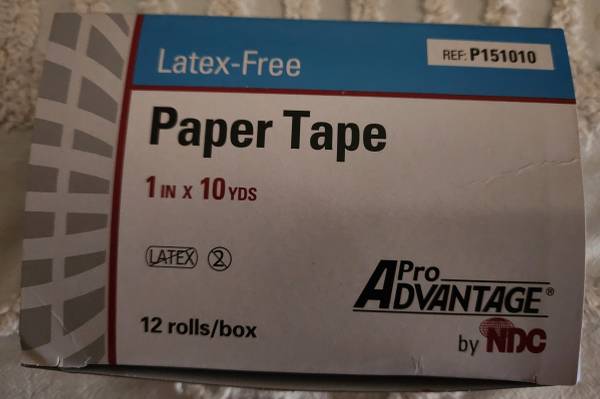 Latex-Free
REF: P151010
Paper Tape
1 IN X 10 YDS
LATEX 2
12 rolls/box
Pro
ADVANTAGE®
by NDC